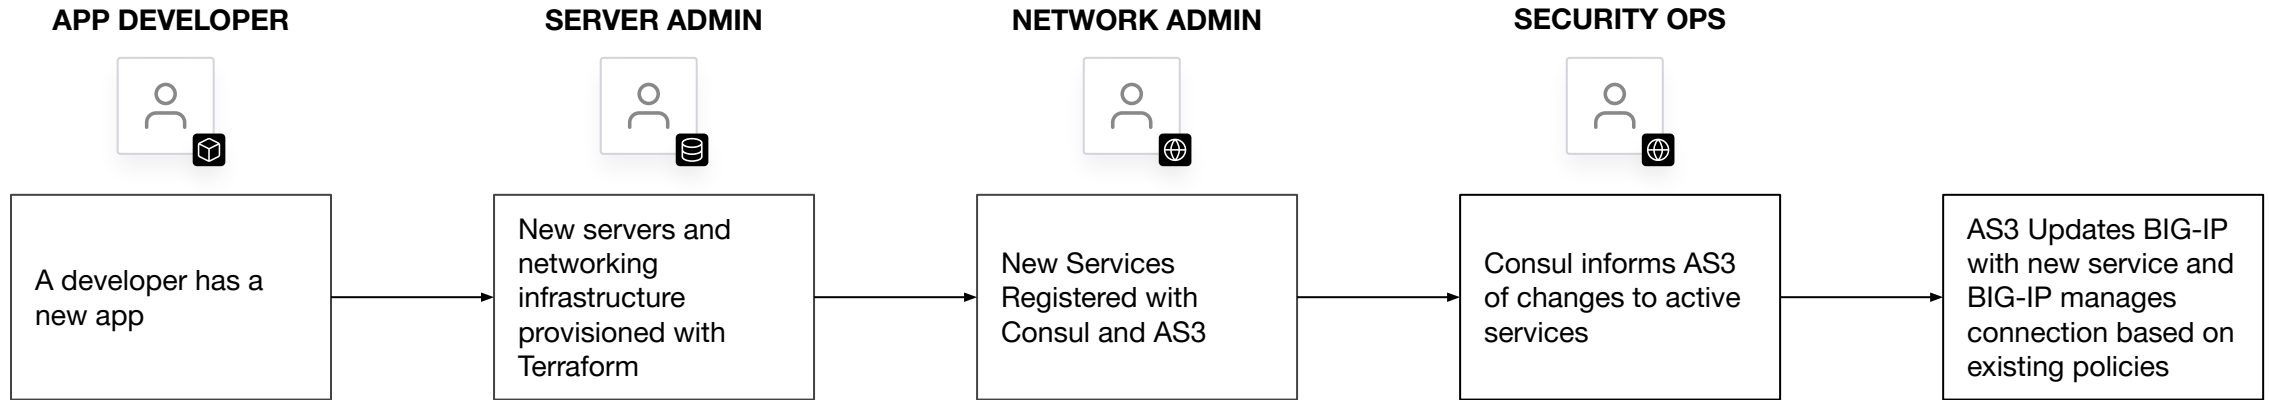 APP DEVELOPER
SERVER ADMIN
NETWORK ADMIN
SECURITY OPS
A developer has a
new app
New servers and
networking
infrastructure
provisioned with
Terraform
New Services
Registered with
Consul and AS3
Consul informs AS3
of changes to active
services
AS3 Updates BIG-IP
with new service and
BIG-IP manages
connection based on
existing policies